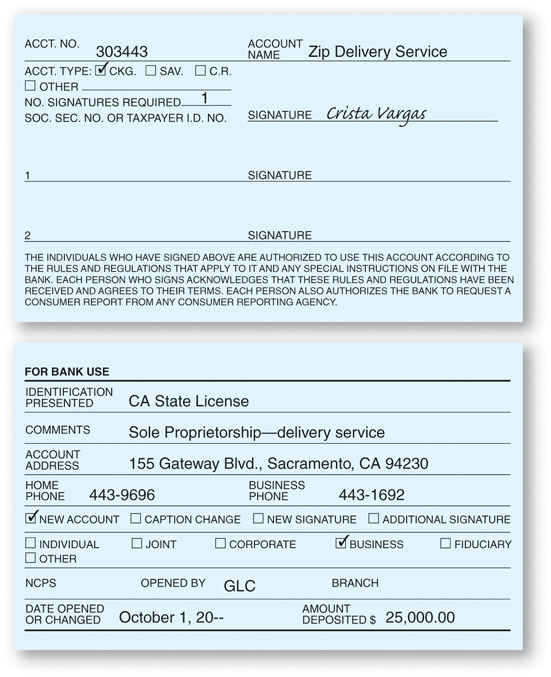 ACCT. NO. 303443 ACCOUNT NAME Zip Delivery Service
ACCT. TYPE: CKG. SAV. C.R.
OTHER
NO. SIGNATURES REQUIRED 1
SOC. SEC. NO. OR TAXPAYER I.D. NO. SIGNATURE Crista Vargas
1 SIGNATURE
2 SIGNATURE
THE INDIVIDUALS WHO HAVE SIGNED ABOVE ARE AUTHORIZED TO USE THIS ACCOUNT ACCORDING TO
THE RULES AND REGULATIONS THAT APPLY TO IT AND ANY SPECIAL INSTRUCTIONS ON FILE WITH THE
BANK. EACH PERSON WHO SIGNS ACKNOWLEDGES THAT THESE RULES AND REGULATIONS HAVE BEEN
RECEIVED AND AGREES TO THEIR TERMS. EACH PERSON ALSO AUTHORIZES THE BANK TO REQUEST A
CONSUMER REPORT FROM ANY CONSUMER REPORTING AGENCY.
FOR BANK USE
IDENTIFICATION PRESENTED CA State License
COMMENTS Sole Proprietorship—delivery service
ACCOUNT ADDRESS 155 Gateway Blvd., Sacramento, CA 94230
HOME PHONE 443-9696 BUSINESS PHONE 443-1692
NEW ACCOUNT CAPTION CHANGE NEW SIGNATURE ADDITIONAL SIGNATURE
INDIVIDUAL JOINT CORPORATE BUSINESS FIDUCIARY
OTHER
NCPS OPENED BY GLC BRANCH
DATE OPENED OR CHANGED October 1, 20-- AMOUNT DEPOSITED $ 25,000.00